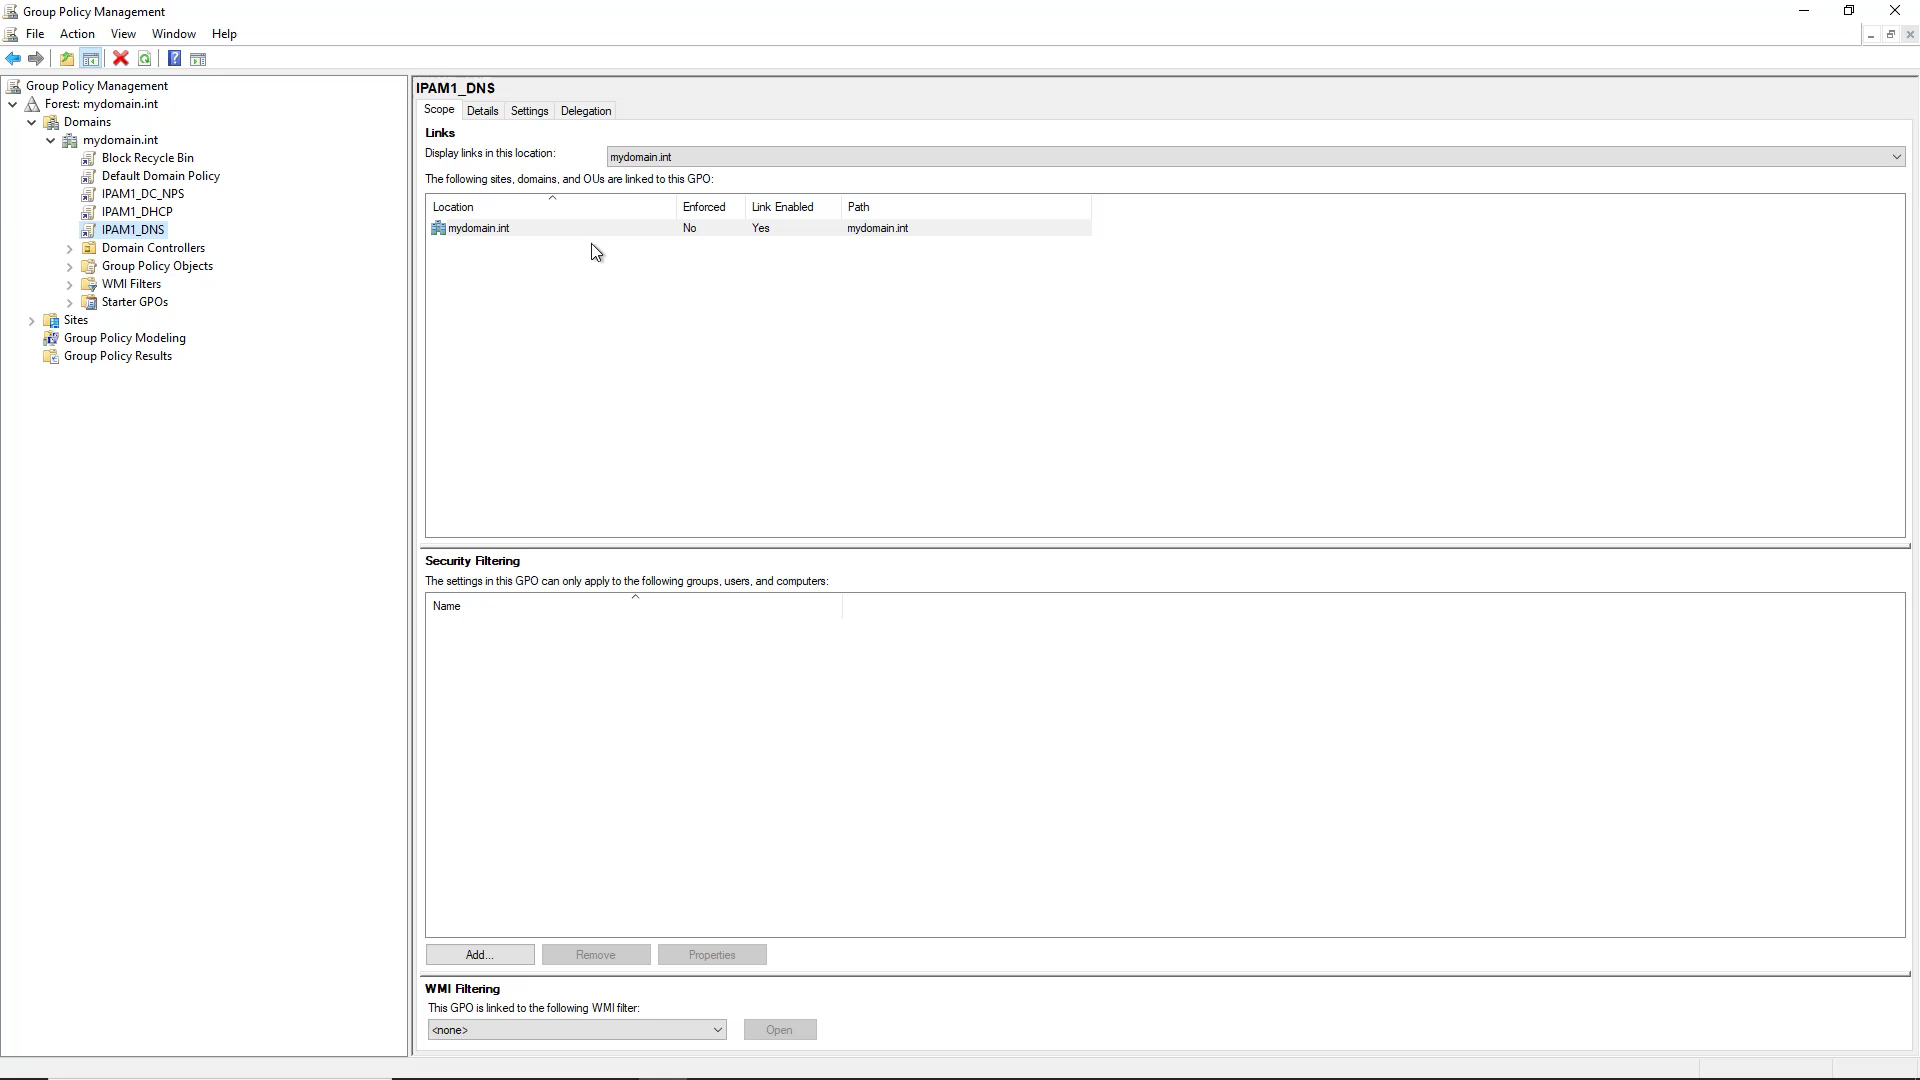 Group Policy Management
File Action View Window Help
Group Policy Management
Forest: mydomain.int
Domains
mydomain.int
Block Recycle Bin
Default Domain Policy
IPAM1_DC_NPS
IPAM1_DHCP
IPAM1_DNS
Domain Controllers
Group Policy Objects
WMI Filters
Starter GPOs
Sites
Group Policy Modeling
Group Policy Results
IPAM1_DNS
Scope Details Settings Delegation
Links
Display links in this location: mydomain.int
The following sites, domains, and OUs are linked to this GPO:
Location Enforced Link Enabled Path
mydomain.int No Yes mydomain.int
Security Filtering
The settings in this GPO can only apply to the following groups, users, and computers:
Name
Add... Remove Properties
WMI Filtering
This GPO is linked to the following WMI filter:
<none> Open